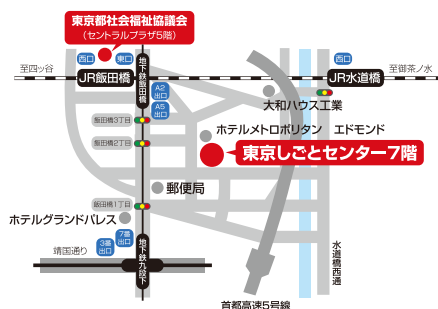 東京都社会福祉協議会
(セントラルプラザ5階)
西口
東口
西口
至四ッ谷
至御茶ノ水
JR飯田橋
地下鉄飯田橋
JR水道橋
A2
出口
A5
出口
大和ハウス工業
飯田橋3丁目
ホテルメトロポリタン エドモンド
飯田橋2丁目
東京しごとセンター7階
郵便局
飯田橋1丁目
ホテルグランドパレス
7番
出口
3番
出口
靖国通り
地下鉄九段下
水道橋西通
首都高速5号線